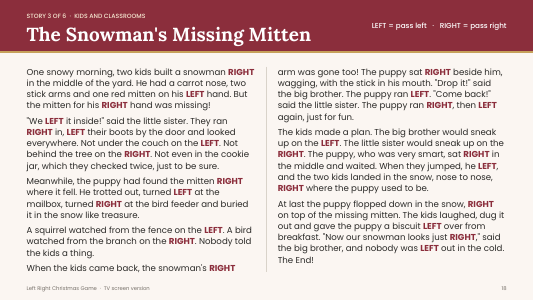 STORY 3 OF 6 · KIDS AND CLASSROOMS
The Snowman's Missing Mitten
LEFT = pass left · RIGHT = pass right
One snowy morning, two kids built a snowman RIGHT
in the middle of the yard. He had a carrot nose, two
stick arms and one red mitten on his LEFT hand. But
the mitten for his RIGHT hand was missing!
"We LEFT it inside!" said the little sister. They ran
RIGHT in, LEFT their boots by the door and looked
everywhere. Not under the couch on the LEFT. Not
behind the tree on the RIGHT. Not even in the cookie
jar, which they checked twice, just to be sure.
Meanwhile, the puppy had found the mitten RIGHT
where it fell. He trotted out, turned LEFT at the
mailbox, turned RIGHT at the bird feeder and buried
it in the snow like treasure.
A squirrel watched from the fence on the LEFT. A bird
watched from the branch on the RIGHT. Nobody told
the kids a thing.
When the kids came back, the snowman's RIGHT
arm was gone too! The puppy sat RIGHT beside him,
wagging, with the stick in his mouth. "Drop it!" said
the big brother. The puppy ran LEFT. "Come back!"
said the little sister. The puppy ran RIGHT, then LEFT
again, just for fun.
The kids made a plan. The big brother would sneak
up on the LEFT. The little sister would sneak up on the
RIGHT. The puppy, who was very smart, sat RIGHT in
the middle and waited. When they jumped, he LEFT,
and the two kids landed in the snow, nose to nose,
RIGHT where the puppy used to be.
At last the puppy flopped down in the snow, RIGHT
on top of the missing mitten. The kids laughed, dug it
out and gave the puppy a biscuit LEFT over from
breakfast. "Now our snowman looks just RIGHT," said
the big brother, and nobody was LEFT out in the cold.
The End!
Left Right Christmas Game · TV screen version